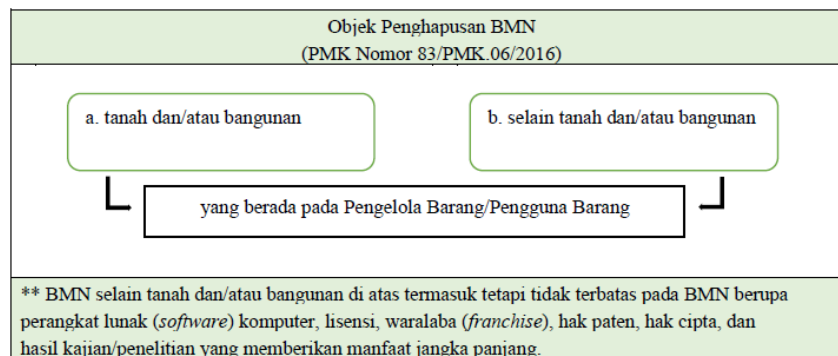 Objek Penghapusan BMN
(PMK Nomor 83/PMK.06/2016)
a. tanah dan/atau bangunan
b. selain tanah dan/atau bangunan
yang berada pada Pengelola Barang/Pengguna Barang
** BMN selain tanah dan/atau bangunan di atas termasuk tetapi tidak terbatas pada BMN berupa
perangkat lunak (software) komputer, lisensi, waralaba (franchise), hak paten, hak cipta, dan
hasil kajian/penelitian yang memberikan manfaat jangka panjang.